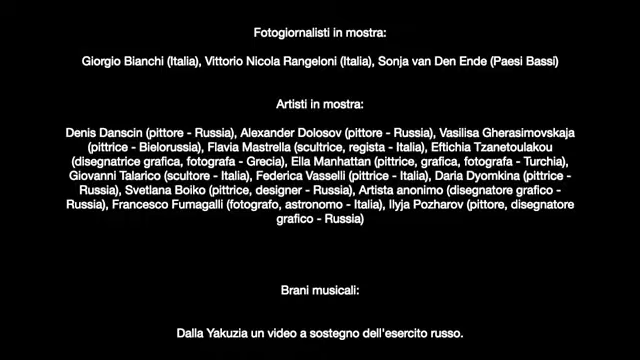 Fotogiornalisti in mostra:
Giorgio Bianchi (Italia), Vittorio Nicola Rangeloni (Italia), Sonja van Den Ende (Paesi Bassi)
Artisti in mostra:
Denis Danscin (pittore - Russia), Alexander Dolosov (pittore - Russia), Vasilisa Gherasimovskaja
(pittrice - Bielorussia), Flavia Mastrella (scultrice, regista - Italia), Eftichia Tzanetoulakou
(disegnatrice grafica, fotografa - Grecia), Ella Manhattan (pittrice, grafica, fotografa - Turchia),
Giovanni Talarico (scultore - Italia), Federica Vasselli (pittrice - Italia), Daria Dyomkina (pittrice -
Russia), Svetlana Boiko (pittrice, designer - Russia), Artista anonimo (disegnatore grafico -
Russia), Francesco Fumagalli (fotografo, astronomo - Italia), Ilyja Pozharov (pittore, disegnatore
grafico - Russia)
Brani musicali:
Dalla Yakuzia un video a sostegno dell'esercito russo.